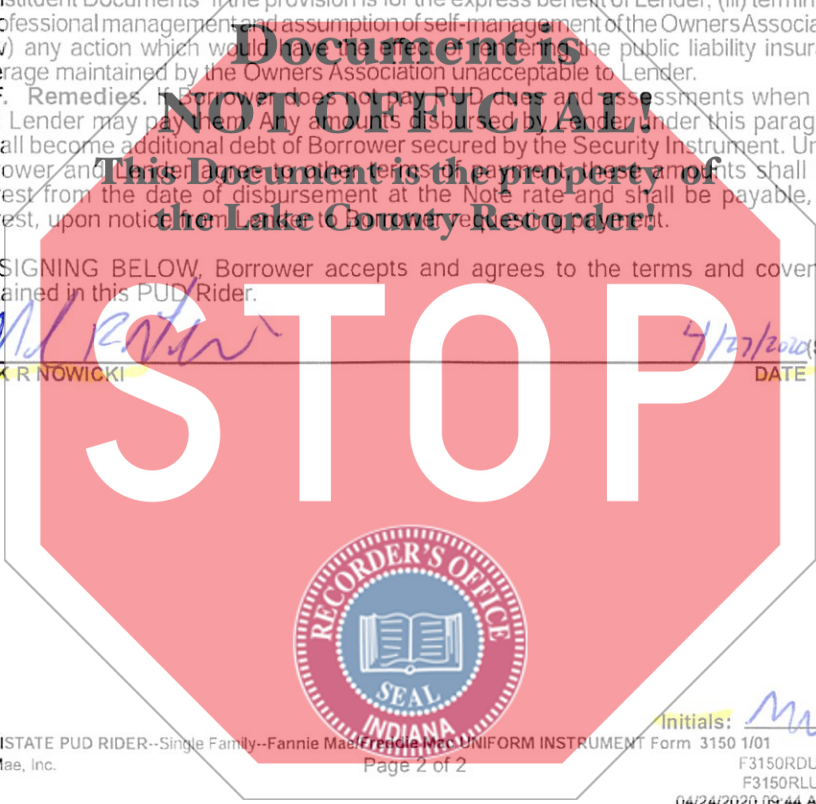 stituent Documents if the provision is for the express benefit of Lender; (iii) termin
ofessional management and assumption of self-management of the Owners Associa
v) any action which would have the effect of rendering the public liability insura
erage maintained by the Owners Association unacceptable to Lender.
F. Remedies. If Borrower does not pay PUD dues and assessments when
Lender may pay them. Any amounts disbursed by Lender under this paragr
all become additional debt of Borrower secured by the Security Instrument. Un
rower and Lender agree to other terms of payment, these amounts shall
rest from the date of disbursement at the Note rate and shall be payable,
rest, upon notice from Lender to Borrower requesting payment.
Document is
NOT OFFICIAL!
This Document is the property of
the Lake County Recorder!
SIGNING BELOW, Borrower accepts and agrees to the terms and coven
ained in this PUD Rider.
4/27/2020 (S
K R NOWICKI
DATE
STOP
RECORDER'S OFFICE
SEAL
INDIANA
Initials:
ISTATE PUD RIDER--Single Family--Fannie Mae/Freddie Mac UNIFORM INSTRUMENT Form 3150 1/01
Mae, Inc.
Page 2 of 2
F3150RDU
F3150RLU
04/24/2020 09:44 A